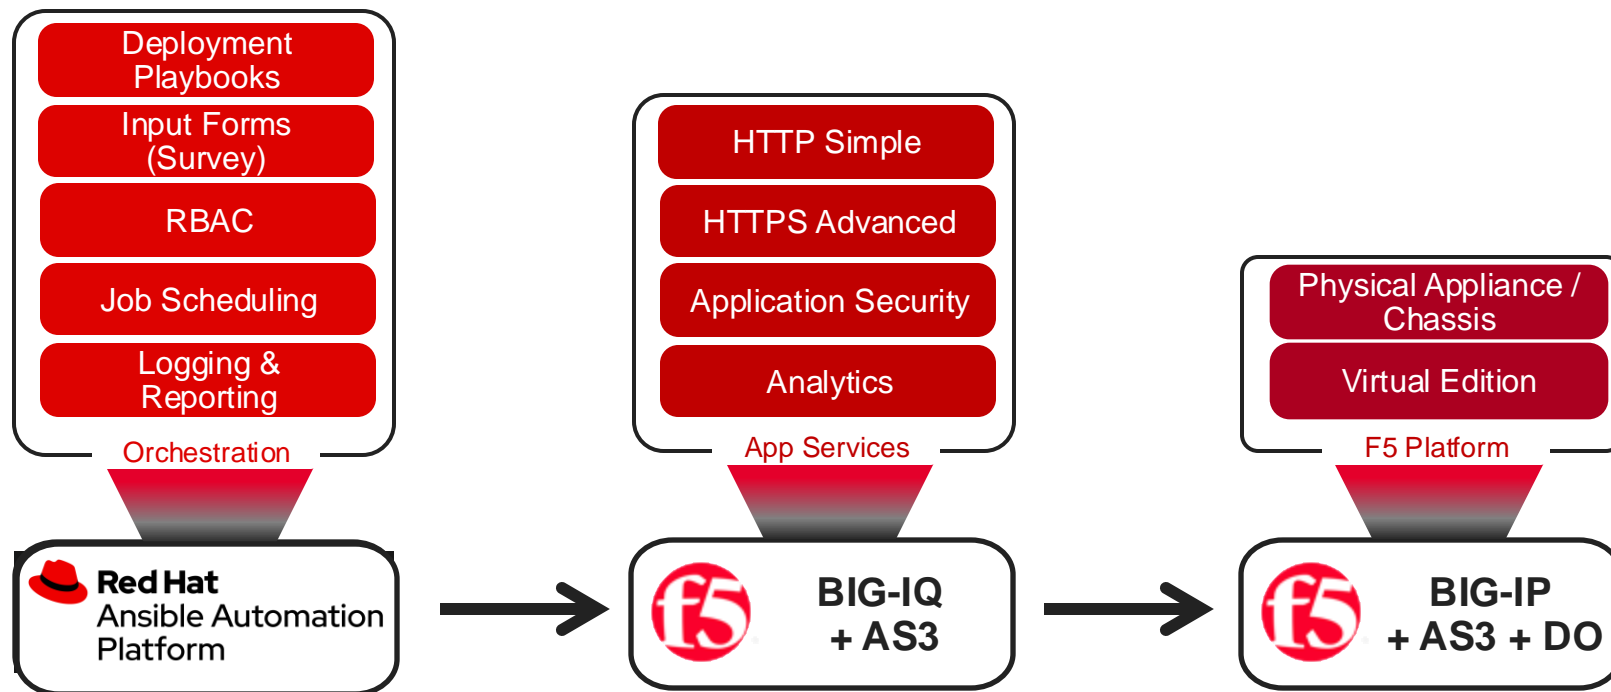 Deployment
Playbooks
Input Forms
(Survey)
RBAC
Job Scheduling
Logging &
Reporting
Orchestration
Red Hat
Ansible Automation
Platform
HTTP Simple
HTTPS Advanced
Application Security
Analytics
App Services
f5
BIG-IQ
+ AS3
Physical Appliance /
Chassis
Virtual Edition
F5 Platform
f5
BIG-IP
+ AS3 + DO